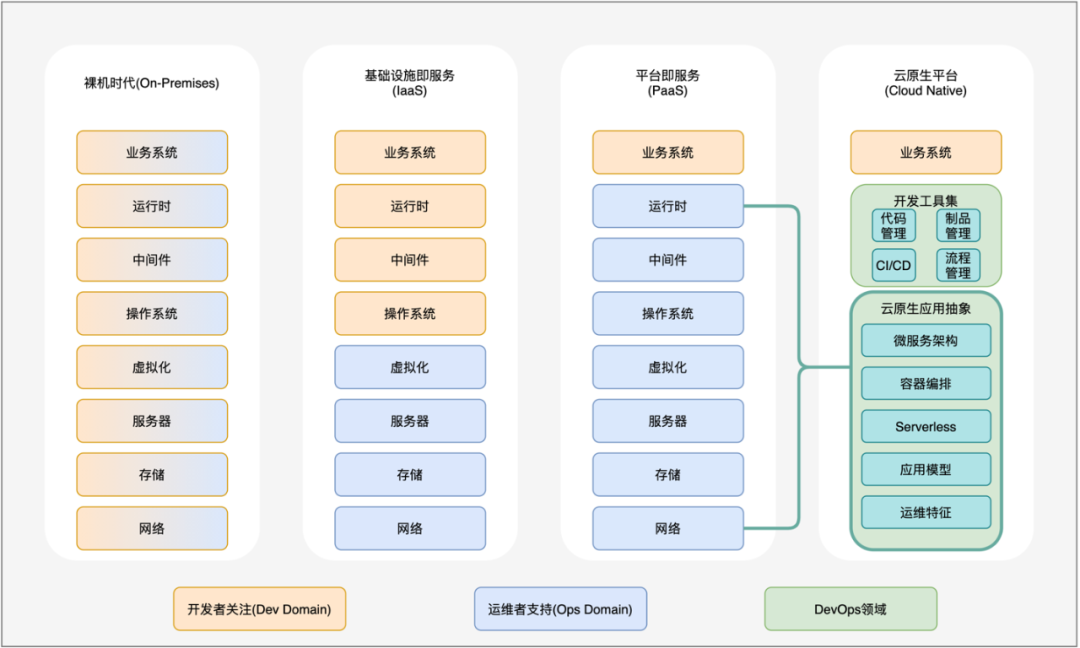 裸机时代(On-Premises)
业务系统
运行时
中间件
操作系统
虚拟化
服务器
存储
网络
基础设施即服务
(IaaS)
业务系统
运行时
中间件
操作系统
虚拟化
服务器
存储
网络
平台即服务
(PaaS)
业务系统
运行时
中间件
操作系统
虚拟化
服务器
存储
网络
云原生平台
(Cloud Native)
业务系统
开发工具集
代码
管理
制品
管理
CI/CD
流程
管理
云原生应用抽象
微服务架构
容器编排
Serverless
应用模型
运维特征
开发者关注(Dev Domain)
运维者支持(Ops Domain)
DevOps领域